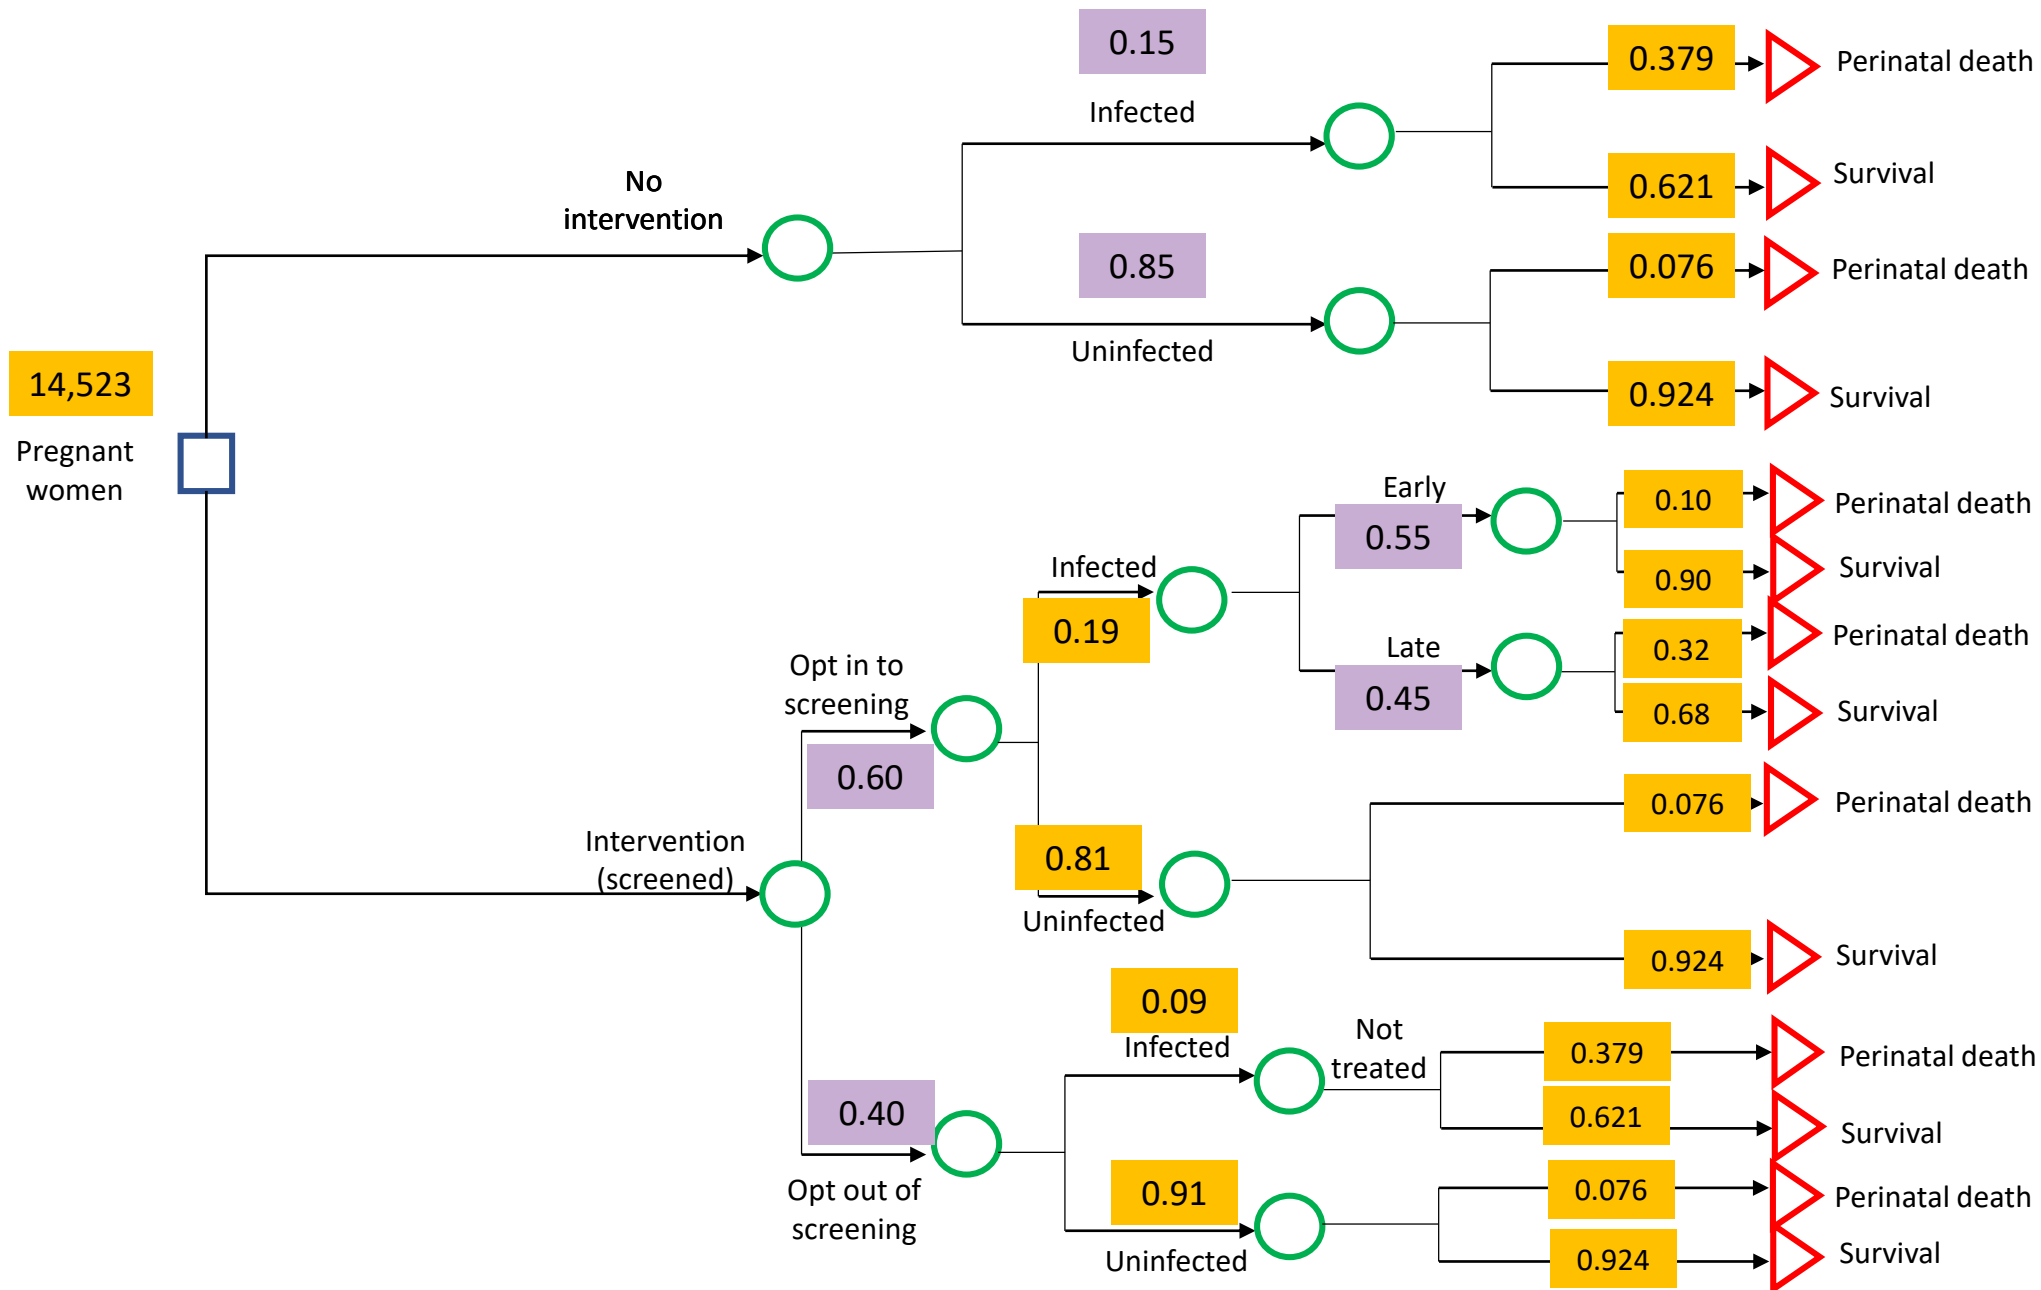 0.15
Infected
0.379
Perinatal death
0.621
Survival
No
intervention
0.85
Uninfected
0.076
Perinatal death
0.924
Survival
14,523
Pregnant
women
Early
0.55
0.10
Perinatal death
0.90
Survival
Infected
0.19
Late
0.45
0.32
Perinatal death
0.68
Survival
Opt in to
screening
0.60
0.81
Uninfected
0.076
Perinatal death
0.924
Survival
Intervention
(screened)
0.09
Infected
Not
treated
0.379
Perinatal death
0.621
Survival
0.40
Opt out of
screening
0.91
Uninfected
0.076
Perinatal death
0.924
Survival